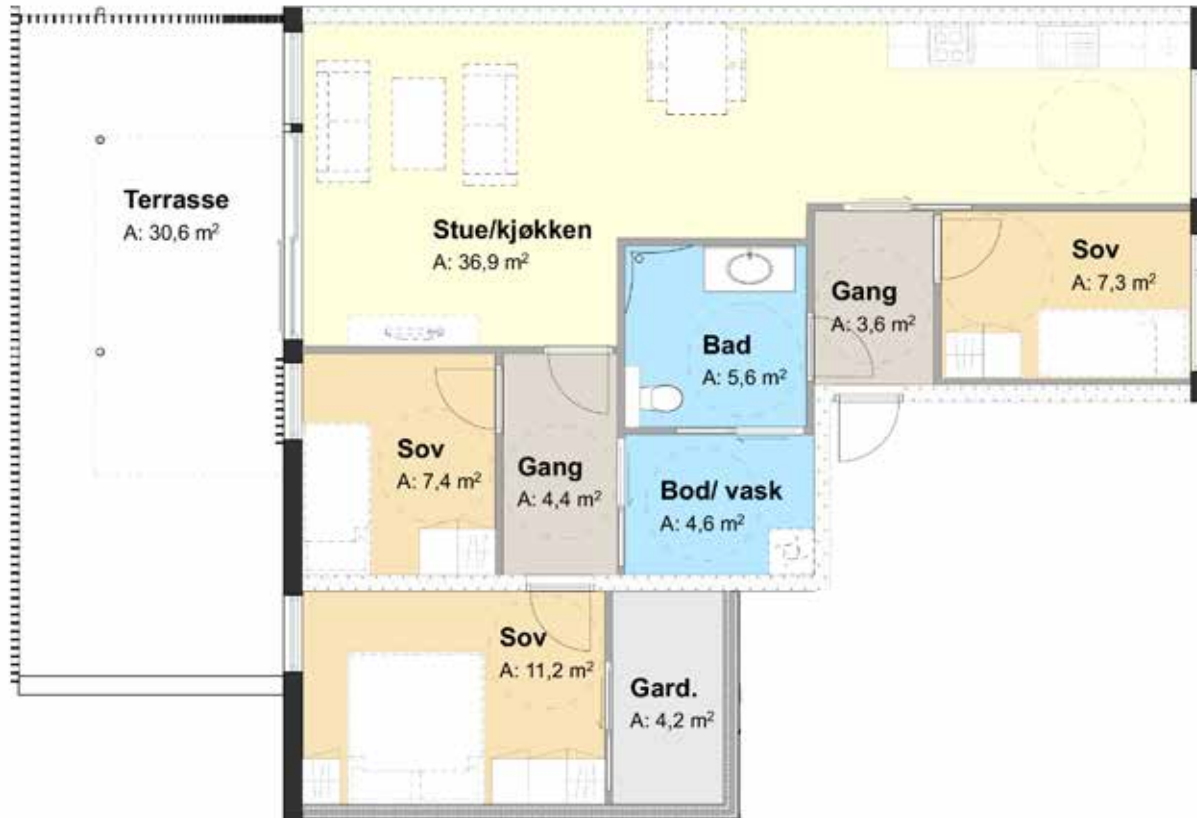 Terrasse
A: 30,6 m²
Stue/kjøkken
A: 36,9 m²
Sov
A: 7,3 m²
Gang
A: 3,6 m²
Bad
A: 5,6 m²
Sov
A: 7,4 m²
Gang
A: 4,4 m²
Bod/ vask
A: 4,6 m²
Sov
A: 11,2 m²
Gard.
A: 4,2 m²